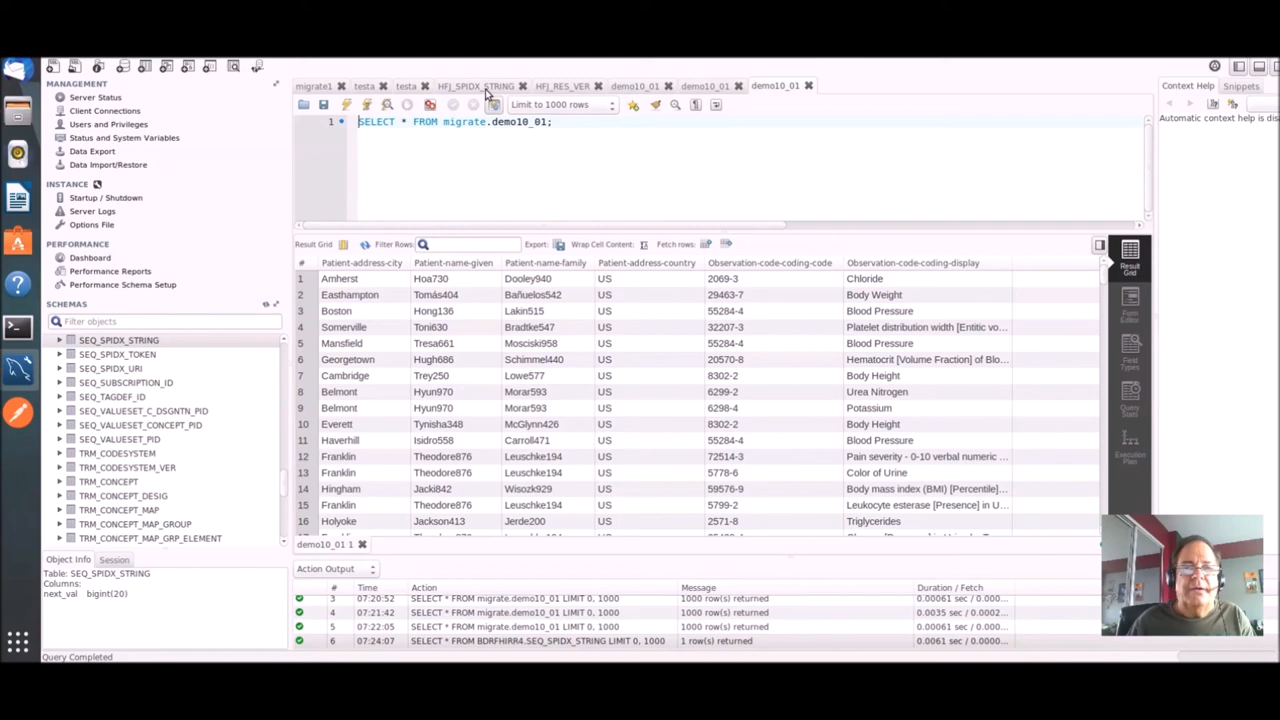 MANAGEMENT
Server Status
Client Connections
Users and Privileges
Status and System Variables
Data Export
Data Import/Restore
INSTANCE
Startup / Shutdown
Server Logs
Options File
PERFORMANCE
Dashboard
Performance Reports
Performance Schema Setup
SCHEMAS
Filter objects
SEQ_SPIDX_STRING
SEQ_SPIDX_TOKEN
SEQ_SPIDX_URI
SEQ_SUBSCRIPTION_ID
SEQ_TAGDEF_ID
SEQ_VALUESET_C_DSGNTN_PID
SEQ_VALUESET_CONCEPT_PID
SEQ_VALUESET_PID
TRM_CODESYSTEM
TRM_CODESYSTEM_VER
TRM_CONCEPT
TRM_CONCEPT_DESIG
TRM_CONCEPT_MAP
TRM_CONCEPT_MAP_GROUP
TRM_CONCEPT_MAP_GRP_ELEMENT
Object Info Session
Table: SEQ_SPIDX_STRING
Columns:
next_val bigint(20)
Query Completed
migrate1 testa testa HFJ_SPIDX_STRING HFJ_RES_VER demo10_01 demo10_01 demo10_01
Limit to 1000 rows
1 SELECT * FROM migrate.demo10_01;
Result Grid Filter Rows: Export: Wrap Cell Content: Fetch rows:
# Patient-address-city Patient-name-given Patient-name-family Patient-address-country Observation-code-coding-code Observation-code-coding-display
1 Amherst Hoa730 Dooley940 US 2069-3 Chloride
2 Easthampton Tomás404 Bañuelos542 US 29463-7 Body Weight
3 Boston Hong136 Lakin515 US 55284-4 Blood Pressure
4 Somerville Toni630 Bradtke547 US 32207-3 Platelet distribution width [Entitic vo...
5 Mansfield Tresa661 Mosciski958 US 55284-4 Blood Pressure
6 Georgetown Hugh686 Schimmel440 US 20570-8 Hematocrit [Volume Fraction] of Blo...
7 Cambridge Trey250 Lowe577 US 8302-2 Body Height
8 Belmont Hyun970 Morar593 US 6299-2 Urea Nitrogen
9 Belmont Hyun970 Morar593 US 6298-4 Potassium
10 Everett Tynisha348 McGlynn426 US 8302-2 Body Height
11 Haverhill Isidro558 Carroll471 US 55284-4 Blood Pressure
12 Franklin Theodore876 Leuschke194 US 72514-3 Pain severity - 0-10 verbal numeric ...
13 Franklin Theodore876 Leuschke194 US 5778-6 Color of Urine
14 Hingham Jacki842 Wisozk929 US 59576-9 Body mass index (BMI) [Percentile]...
15 Franklin Theodore876 Leuschke194 US 5799-2 Leukocyte esterase [Presence] in U...
16 Holyoke Jackson413 Jerde200 US 2571-8 Triglycerides
demo10_01 1
Action Output
# Time Action Message Duration / Fetch
3 07:20:52 SELECT * FROM migrate.demo10_01 LIMIT 0, 1000 1000 row(s) returned 0.00061 sec / 0.000...
4 07:21:42 SELECT * FROM migrate.demo10_01 LIMIT 0, 1000 1000 row(s) returned 0.0035 sec / 0.0002...
5 07:22:05 SELECT * FROM migrate.demo10_01 LIMIT 0, 1000 1000 row(s) returned 0.00061 sec / 0.000...
6 07:24:07 SELECT * FROM BDRFHIRR4.SEQ_SPIDX_STRING LIMIT 0, 1000 1 row(s) returned 0.0061 sec / 0.0000...
Result
Grid
Form
Editor
Field
Types
Query
Stats
Execution
Plan
Context Help Snippets
Automatic context help is dis